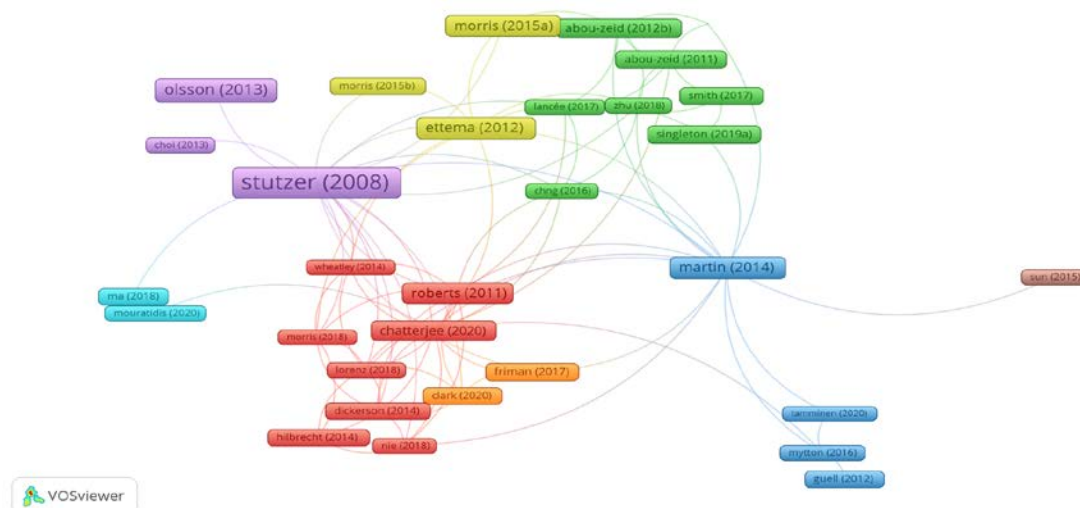 morris (2015a)
abou-zeid (2012b)
abou-zeid (2011)
olsson (2013)
morris (2015b)
smith (2017)
lancée (2017)
zhu (2018)
ettema (2012)
singleton (2019a)
choi (2013)
stutzer (2008)
chng (2016)
wheatley (2014)
martin (2014)
sun (2015)
ma (2018)
roberts (2011)
mouratidis (2020)
chatterjee (2020)
morris (2018)
lorenz (2018)
friman (2017)
clark (2020)
dickerson (2014)
tamminen (2020)
hilbrecht (2014)
nie (2018)
mytton (2016)
guell (2012)
VOSviewer